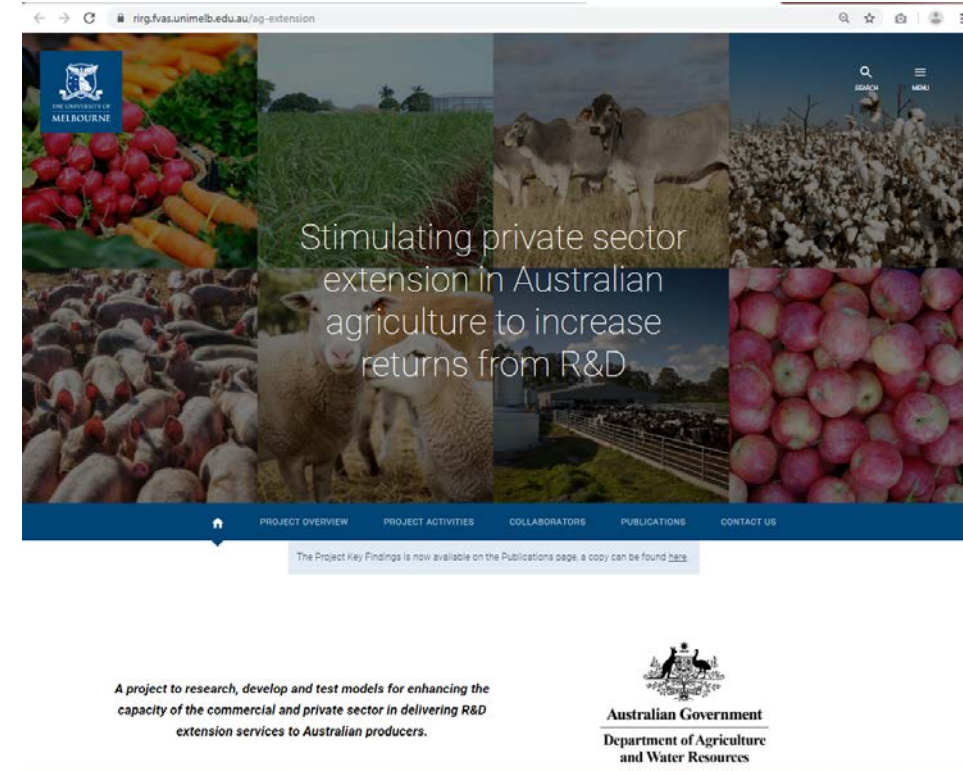 rirg.fvas.unimelb.edu.au/ag-extension
THE UNIVERSITY OF
MELBOURNE
SEARCH
MENU
Stimulating private sector
extension in Australian
agriculture to increase
returns from R&D
PROJECT OVERVIEW
PROJECT ACTIVITIES
COLLABORATORS
PUBLICATIONS
CONTACT US
The Project Key Findings is now available on the Publications page, a copy can be found here.
A project to research, develop and test models for enhancing the
capacity of the commercial and private sector in delivering R&D
extension services to Australian producers.
Australian Government
Department of Agriculture
and Water Resources